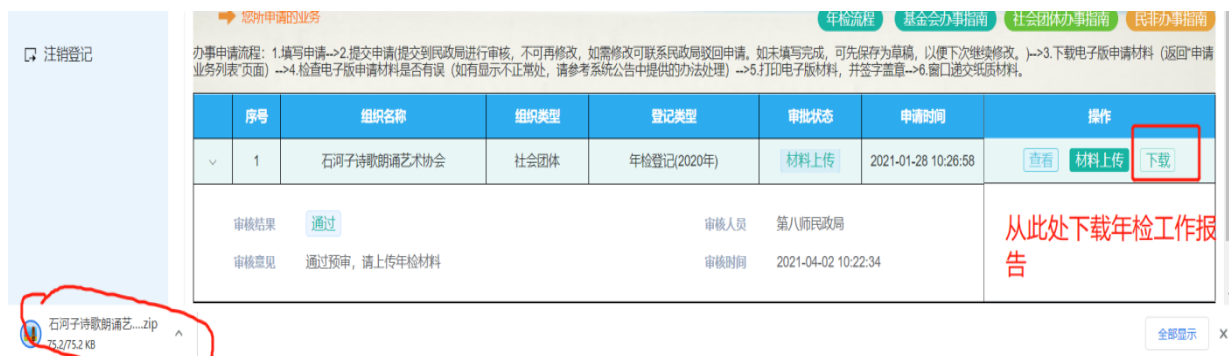 您所申请的业务
年检流程 基金会办事指南 社会团体办事指南 民非办事指南
注销登记
办事申请流程：1.填写申请-->2.提交申请(提交到民政局进行审核，不可再修改，如需修改可联系民政局驳回申请。如未填写完成，可先保存为草稿，以便下次继续修改。)-->3.下载电子版申请材料（返回“申请
业务列表”页面）-->4.检查电子版申请材料是否有误（如有显示不正常处，请参考系统公告中提供的办法处理）-->5.打印电子版材料，并签字盖章-->6.窗口递交纸质材料。
序号 组织名称 组织类型 登记类型 审批状态 申请时间 操作
1 石河子诗歌朗诵艺术协会 社会团体 年检登记(2020年) 材料上传 2021-01-28 10:26:58 查看 材料上传 下载
审核结果 通过 审核人员 第八师民政局
审核意见 通过预审，请上传年检材料 审核时间 2021-04-02 10:22:34
从此处下载年检工作报
告
石河子诗歌朗诵艺....zip
75.2/75.2 KB
全部显示 X